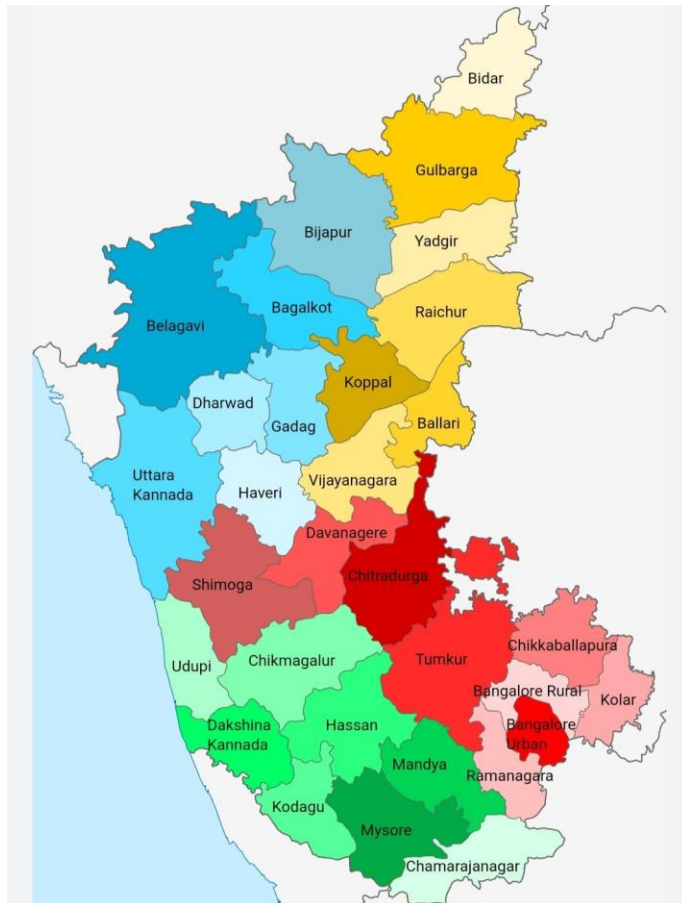 Bidar
Gulbarga
Bijapur
Yadgir
Bagalkot
Raichur
Belagavi
Koppal
Dharwad
Gadag
Ballari
Uttara
Kannada
Haveri
Vijayanagara
Davanagere
Chitradurga
Shimoga
Udupi
Chikmagalur
Tumkur
Chikkaballapura
Bangalore Rural
Kolar
Dakshina
Kannada
Hassan
Bangalore
Urban
Mandya
Ramanagara
Kodagu
Mysore
Chamarajanagar